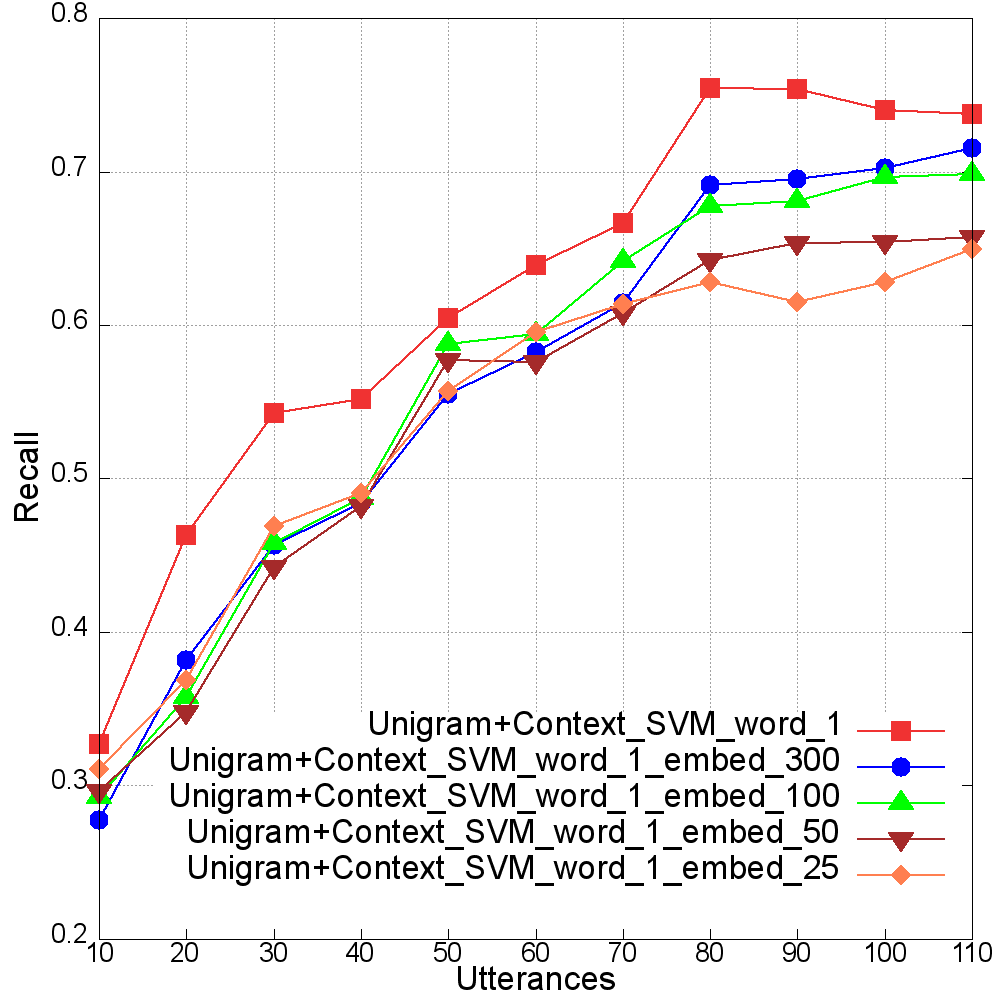 0.8
0.7
0.6
0.5
0.4
0.3
0.2
Recall
Unigram+Context_SVM_word_1
Unigram+Context_SVM_word_1_embed_300
Unigram+Context_SVM_word_1_embed_100
Unigram+Context_SVM_word_1_embed_50
Unigram+Context_SVM_word_1_embed_25
10 20 30 40 50 60 70 80 90 100 110
Utterances